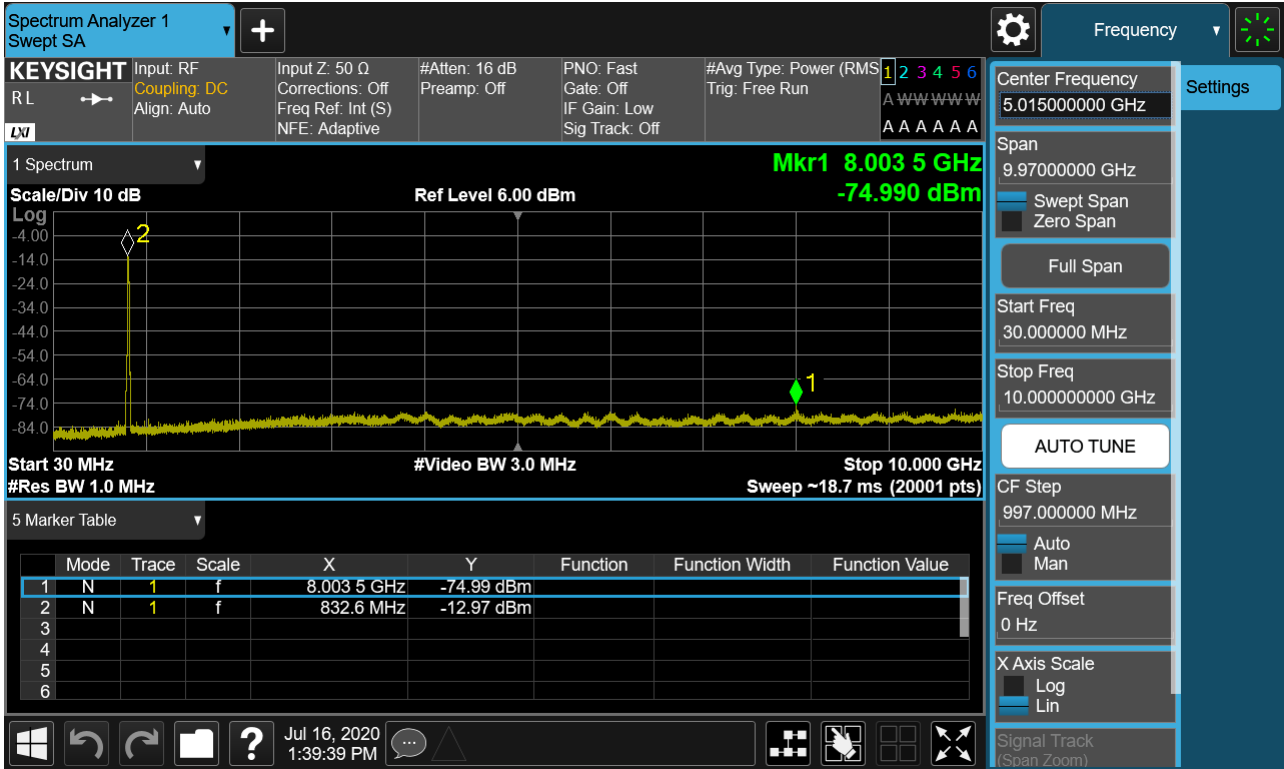 Spectrum Analyzer 1
Swept SA
+
Frequency
KEYSIGHT
R L
LXI
Input: RF
Coupling: DC
Align: Auto
Input Z: 50 Ω
Corrections: Off
Freq Ref: Int (S)
NFE: Adaptive
#Atten: 16 dB
Preamp: Off
PNO: Fast
Gate: Off
IF Gain: Low
Sig Track: Off
#Avg Type: Power (RMS
Trig: Free Run
1 2 3 4 5 6
A W W W W W
A A A A A A
1 Spectrum
Mkr1 8.003 5 GHz
-74.990 dBm
Scale/Div 10 dB
Ref Level 6.00 dBm
Log
-4.00
-14.0
-24.0
-34.0
-44.0
-54.0
-64.0
-74.0
-84.0
2
1
Start 30 MHz
#Video BW 3.0 MHz
Stop 10.000 GHz
#Res BW 1.0 MHz
Sweep ~18.7 ms (20001 pts)
5 Marker Table
Mode Trace Scale X Y Function Function Width Function Value
1 N 1 f 8.003 5 GHz -74.99 dBm
2 N 1 f 832.6 MHz -12.97 dBm
3
4
5
6
?
Jul 16, 2020
1:39:39 PM
Center Frequency
5.015000000 GHz
Span
9.97000000 GHz
Swept Span
Zero Span
Full Span
Start Freq
30.000000 MHz
Stop Freq
10.000000000 GHz
AUTO TUNE
CF Step
997.000000 MHz
Auto
Man
Freq Offset
0 Hz
X Axis Scale
Log
Lin
Signal Track
(Span Zoom)
Settings